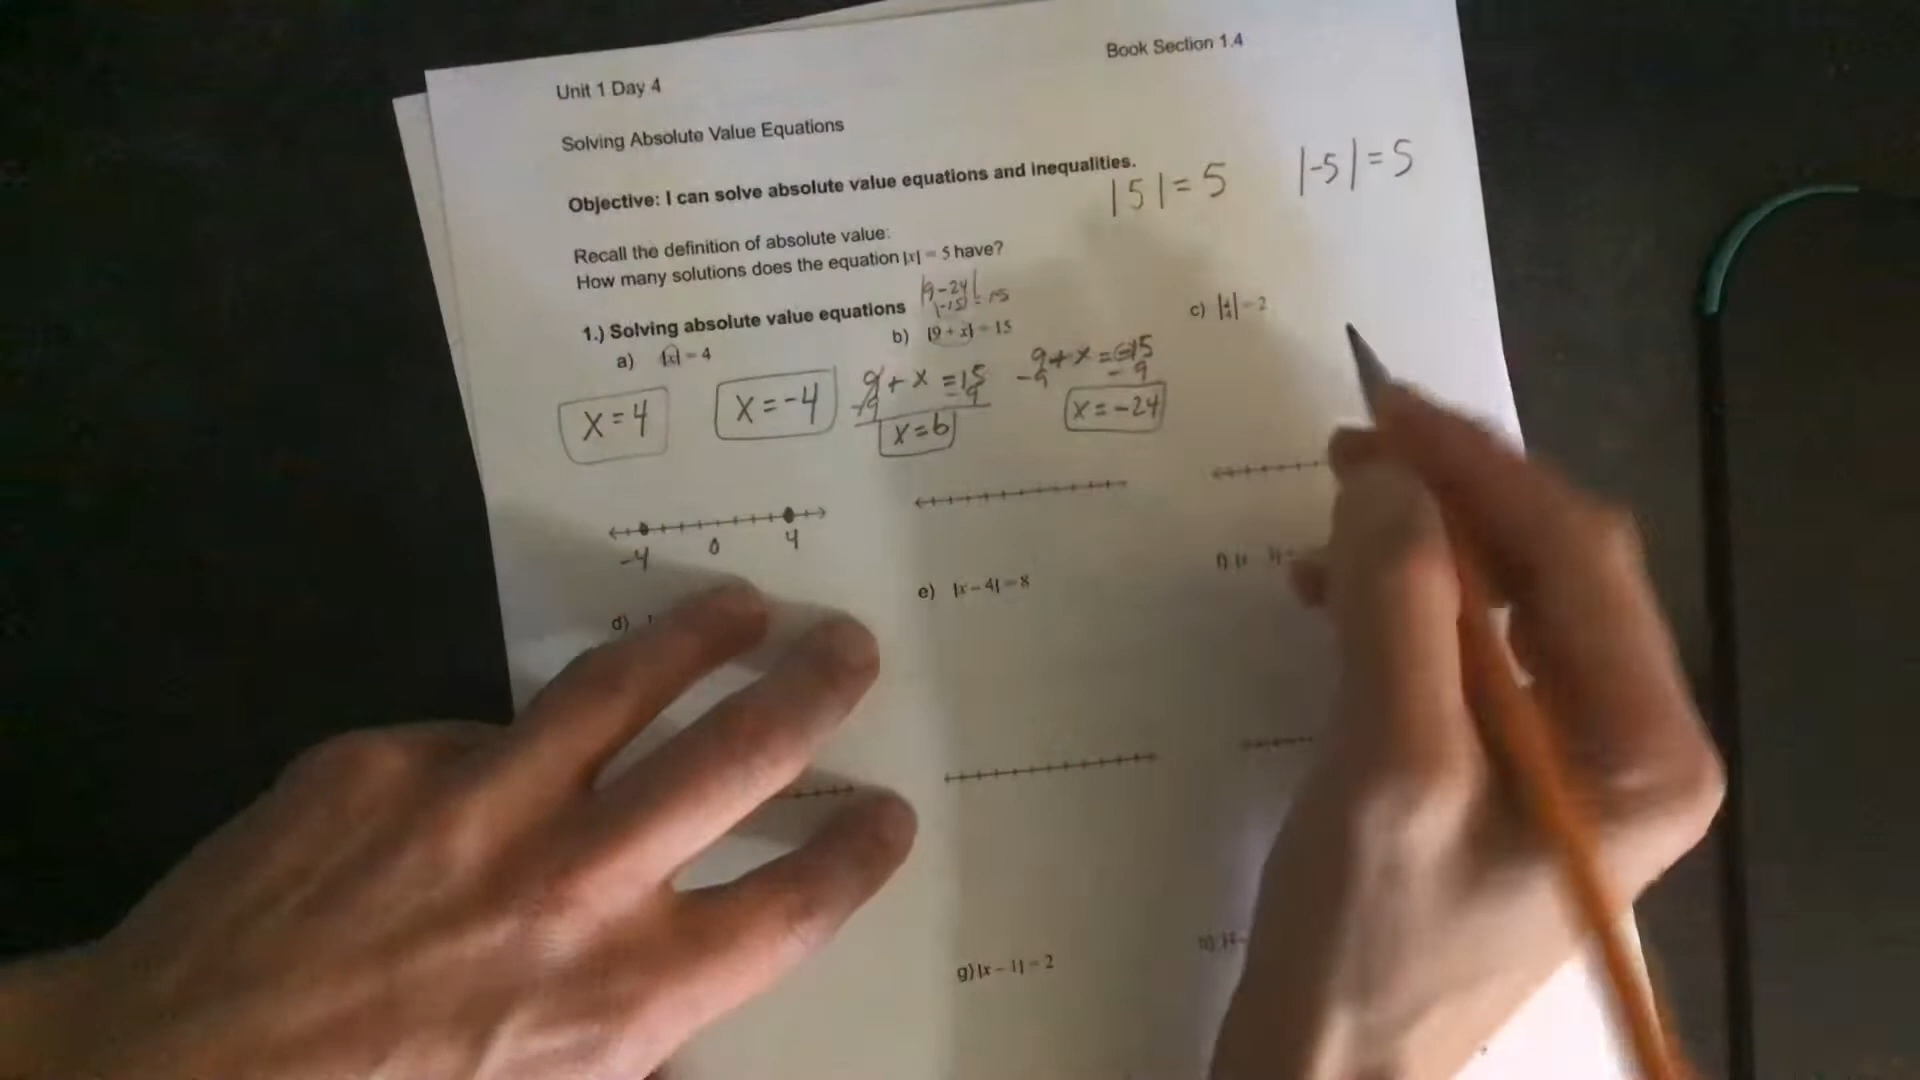 Unit 1 Day 4
Book Section 1.4
Solving Absolute Value Equations
Objective: I can solve absolute value equations and inequalities.
|5|=5
|-5|=5
Recall the definition of absolute value:
How many solutions does the equation |x| = 5 have?
|9-24|
|-15| = 15
1.) Solving absolute value equations
a) |x| = 4
b) |9 + x| = 15
c) = 2
x=4
x=-4
9+x=15
-9 -9
x=6
9+x=-15
-9 -9
x=-24
-4 0 4
d)
e) |x - 4| = 8
f)
g) |x - 1| = 2